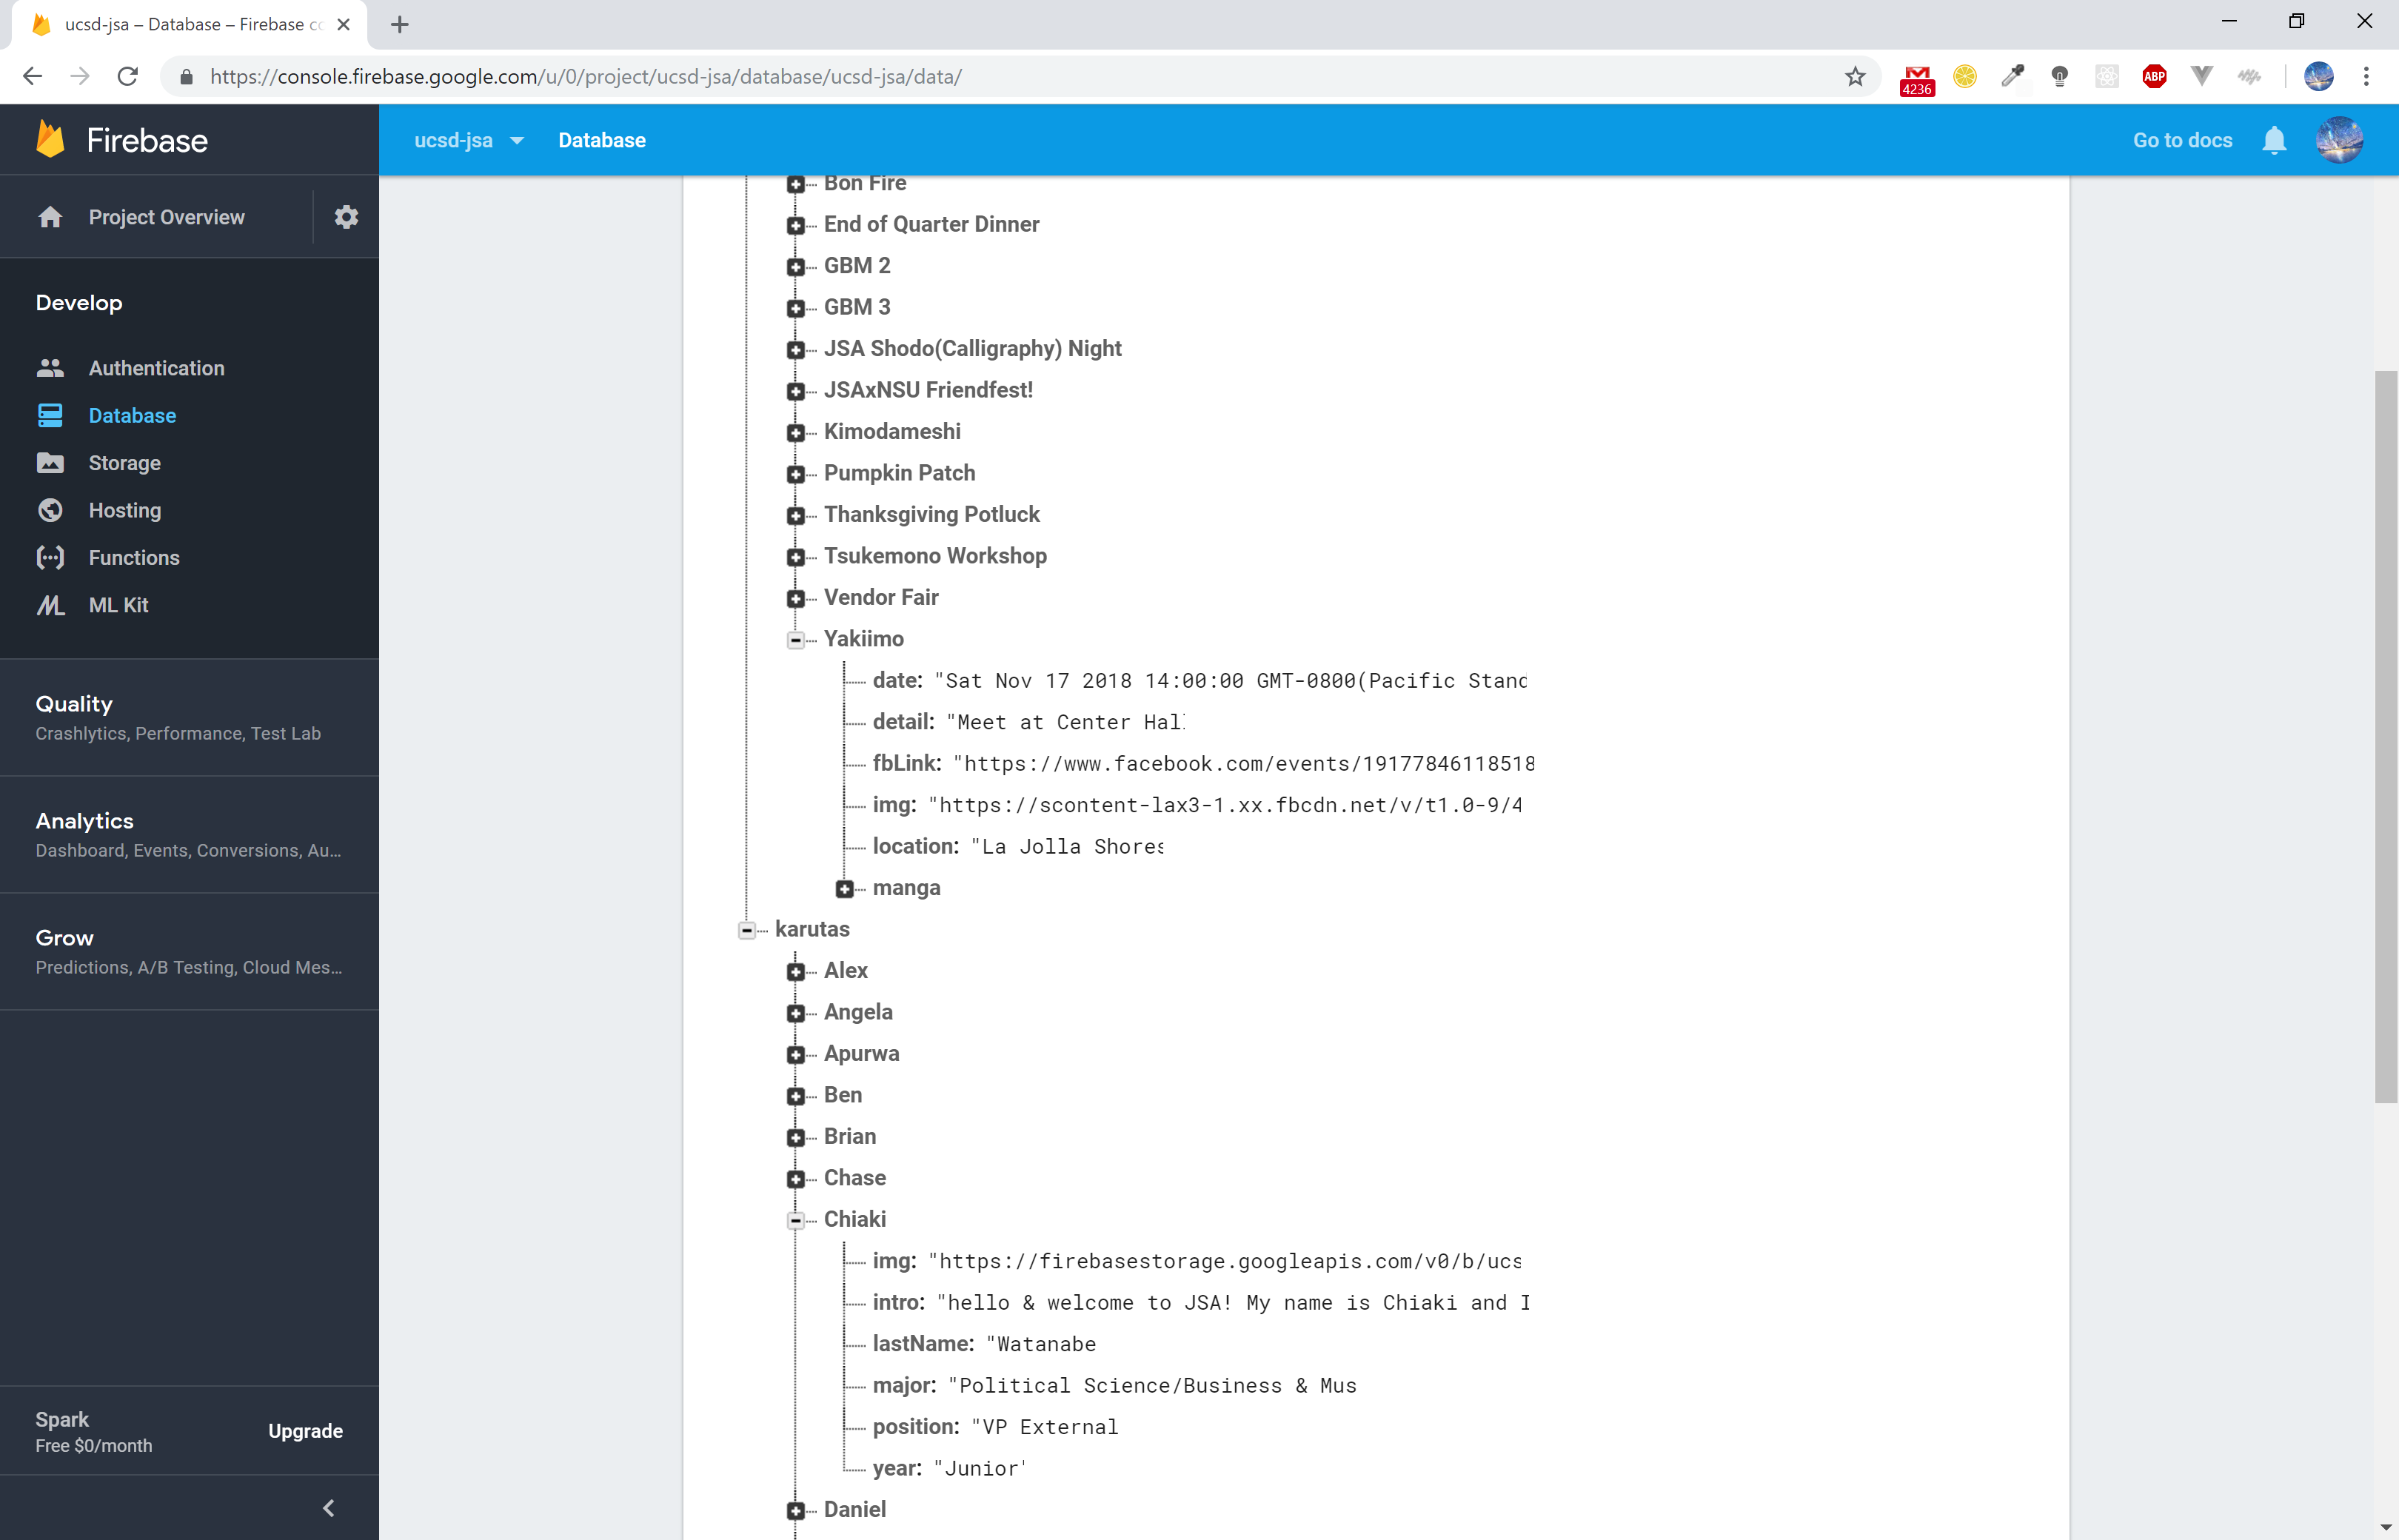 ucsd-jsa – Database – Firebase co
https://console.firebase.google.com/u/0/project/ucsd-jsa/database/ucsd-jsa/data/
4236
ABP
Firebase
ucsd-jsa
Database
Go to docs
Project Overview
Develop
Authentication
Database
Storage
Hosting
Functions
ML Kit
Quality
Crashlytics, Performance, Test Lab
Analytics
Dashboard, Events, Conversions, Au...
Grow
Predictions, A/B Testing, Cloud Mes...
Spark
Free $0/month
Upgrade
Bon Fire
End of Quarter Dinner
GBM 2
GBM 3
JSA Shodo(Calligraphy) Night
JSAxNSU Friendfest!
Kimodameshi
Pumpkin Patch
Thanksgiving Potluck
Tsukemono Workshop
Vendor Fair
Yakiimo
date: "Sat Nov 17 2018 14:00:00 GMT-0800(Pacific Stand
detail: "Meet at Center Hall
fbLink: "https://www.facebook.com/events/19177846118518
img: "https://scontent-lax3-1.xx.fbcdn.net/v/t1.0-9/4
location: "La Jolla Shores
manga
karutas
Alex
Angela
Apurwa
Ben
Brian
Chase
Chiaki
img: "https://firebasestorage.googleapis.com/v0/b/ucs
intro: "hello & welcome to JSA! My name is Chiaki and I
lastName: "Watanabe
major: "Political Science/Business & Mus
position: "VP External
year: "Junior"
Daniel